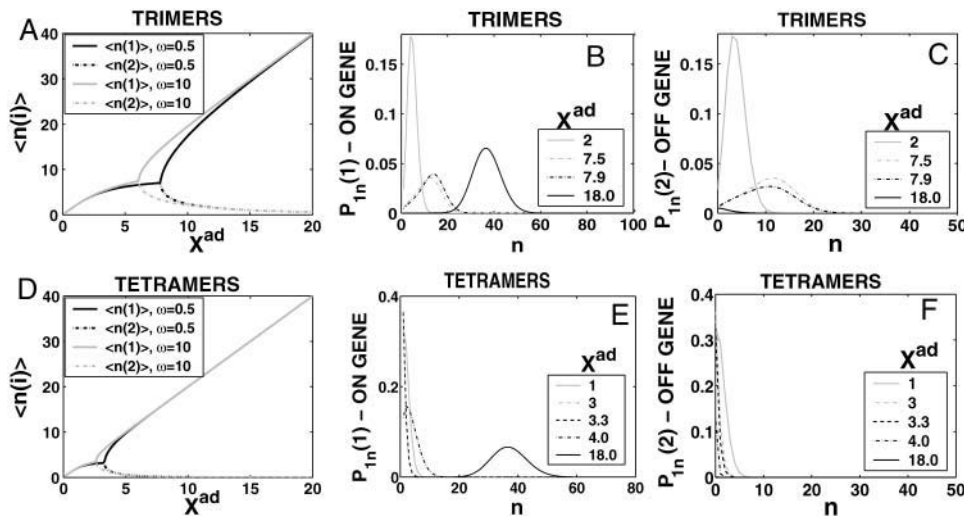 TRIMERS
A
40
30
20
10
0
<n(i)>
<n(1)>, ω=0.5
<n(2)>, ω=0.5
<n(1)>, ω=10
<n(2)>, ω=10
0 5 10 15 20
X^ad
TRIMERS
B
0.15
0.1
0.05
0
P_1n(1) – ON GENE
X^ad
2
7.5
7.9
18.0
0 20 40 60 80 100
n
TRIMERS
C
0.15
0.1
0.05
0
P_1n(2)– OFF GENE
X^ad
2
7.5
7.9
18.0
0 10 20 30 40 50
n
TETRAMERS
D
40
30
20
10
0
<n(i)>
<n(1)>, ω=0.5
<n(2)>, ω=0.5
<n(1)>, ω=10
<n(2)>, ω=10
0 5 10 15 20
X^ad
TETRAMERS
E
0.4
0.2
0
P_1n(1) – ON GENE
X^ad
1
3
3.3
4.0
18.0
0 20 40 60 80
n
TETRAMERS
F
0.4
0.3
0.2
0.1
0
P_1n(2) – OFF GENE
X^ad
1
3
3.3
4.0
18.0
0 10 20 30 40 50
n